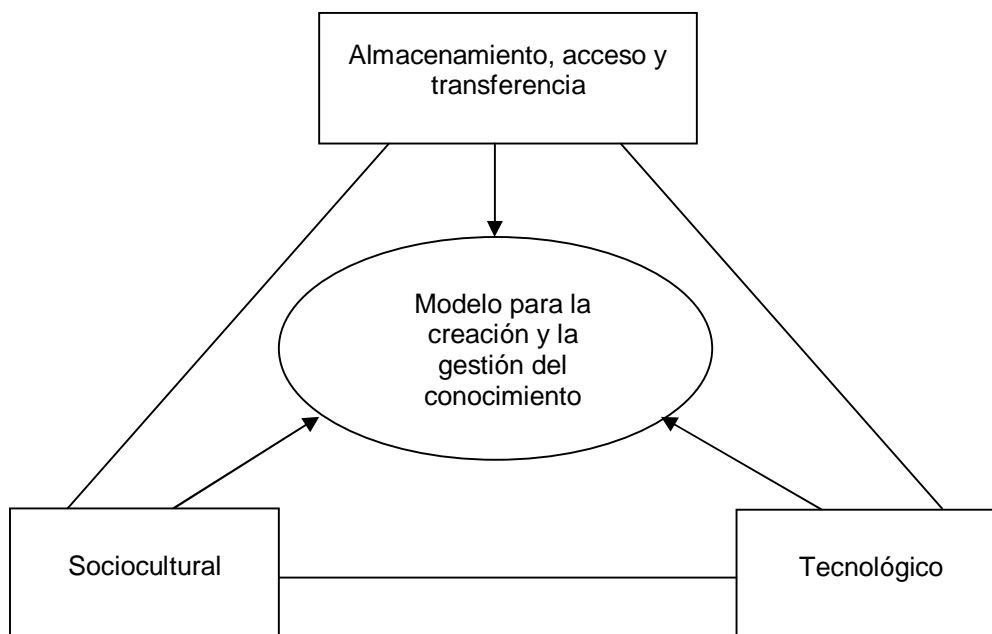 Almacenamiento, acceso y
transferencia
Modelo para la
creación y la
gestión del
conocimiento
Sociocultural
Tecnológico